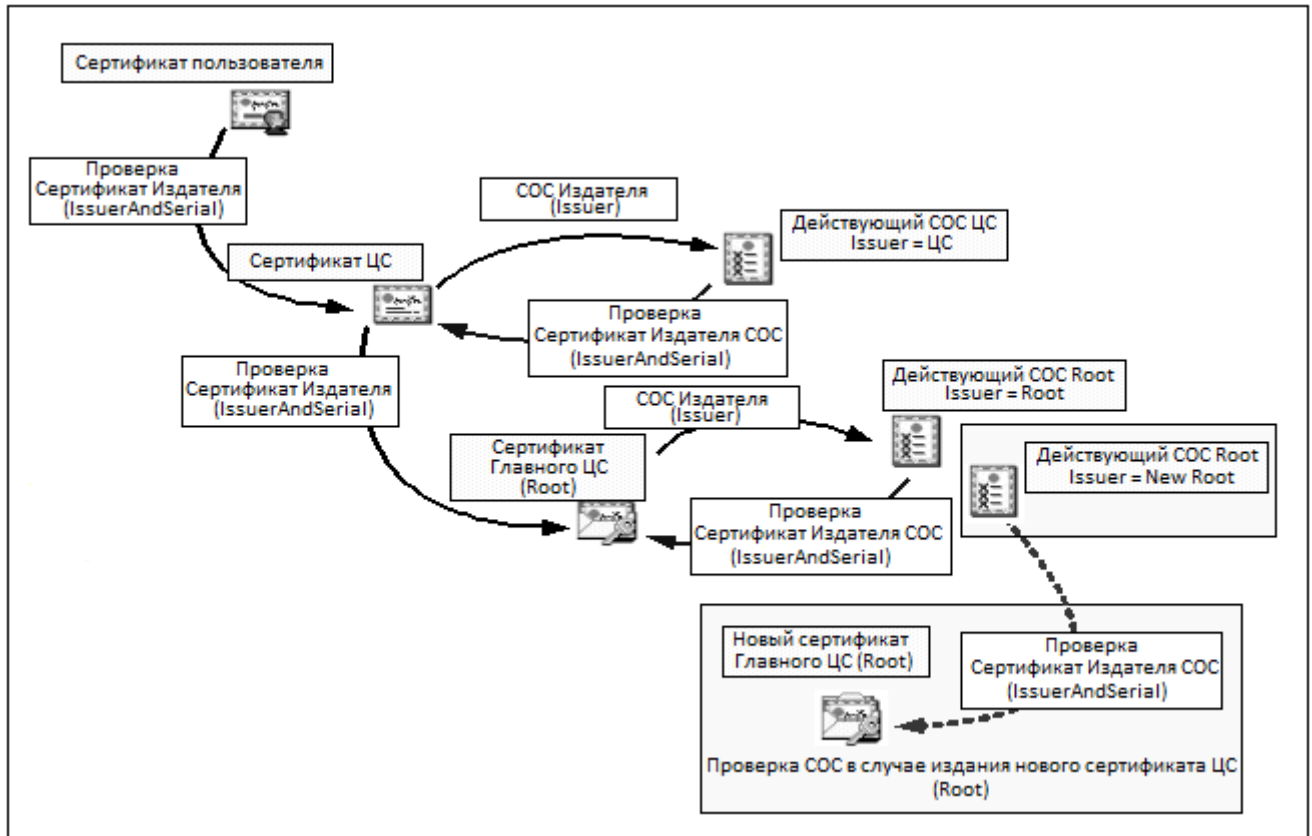 Сертификат пользователя
Проверка
Сертификат Издателя
(IssuerAndSerial)
Сертификат ЦС
СОС Издателя
(Issuer)
Действующий СОС ЦС
Issuer = ЦС
Проверка
Сертификат Издателя СОС
(IssuerAndSerial)
Проверка
Сертификат Издателя
(IssuerAndSerial)
Действующий СОС Root
Issuer = Root
СОС Издателя
(Issuer)
Сертификат
Главного ЦС
(Root)
Действующий СОС Root
Issuer = New Root
Проверка
Сертификат Издателя СОС
(IssuerAndSerial)
Новый сертификат
Главного ЦС (Root)
Проверка
Сертификат Издателя СОС
(IssuerAndSerial)
Проверка СОС в случае издания нового сертификата ЦС
(Root)